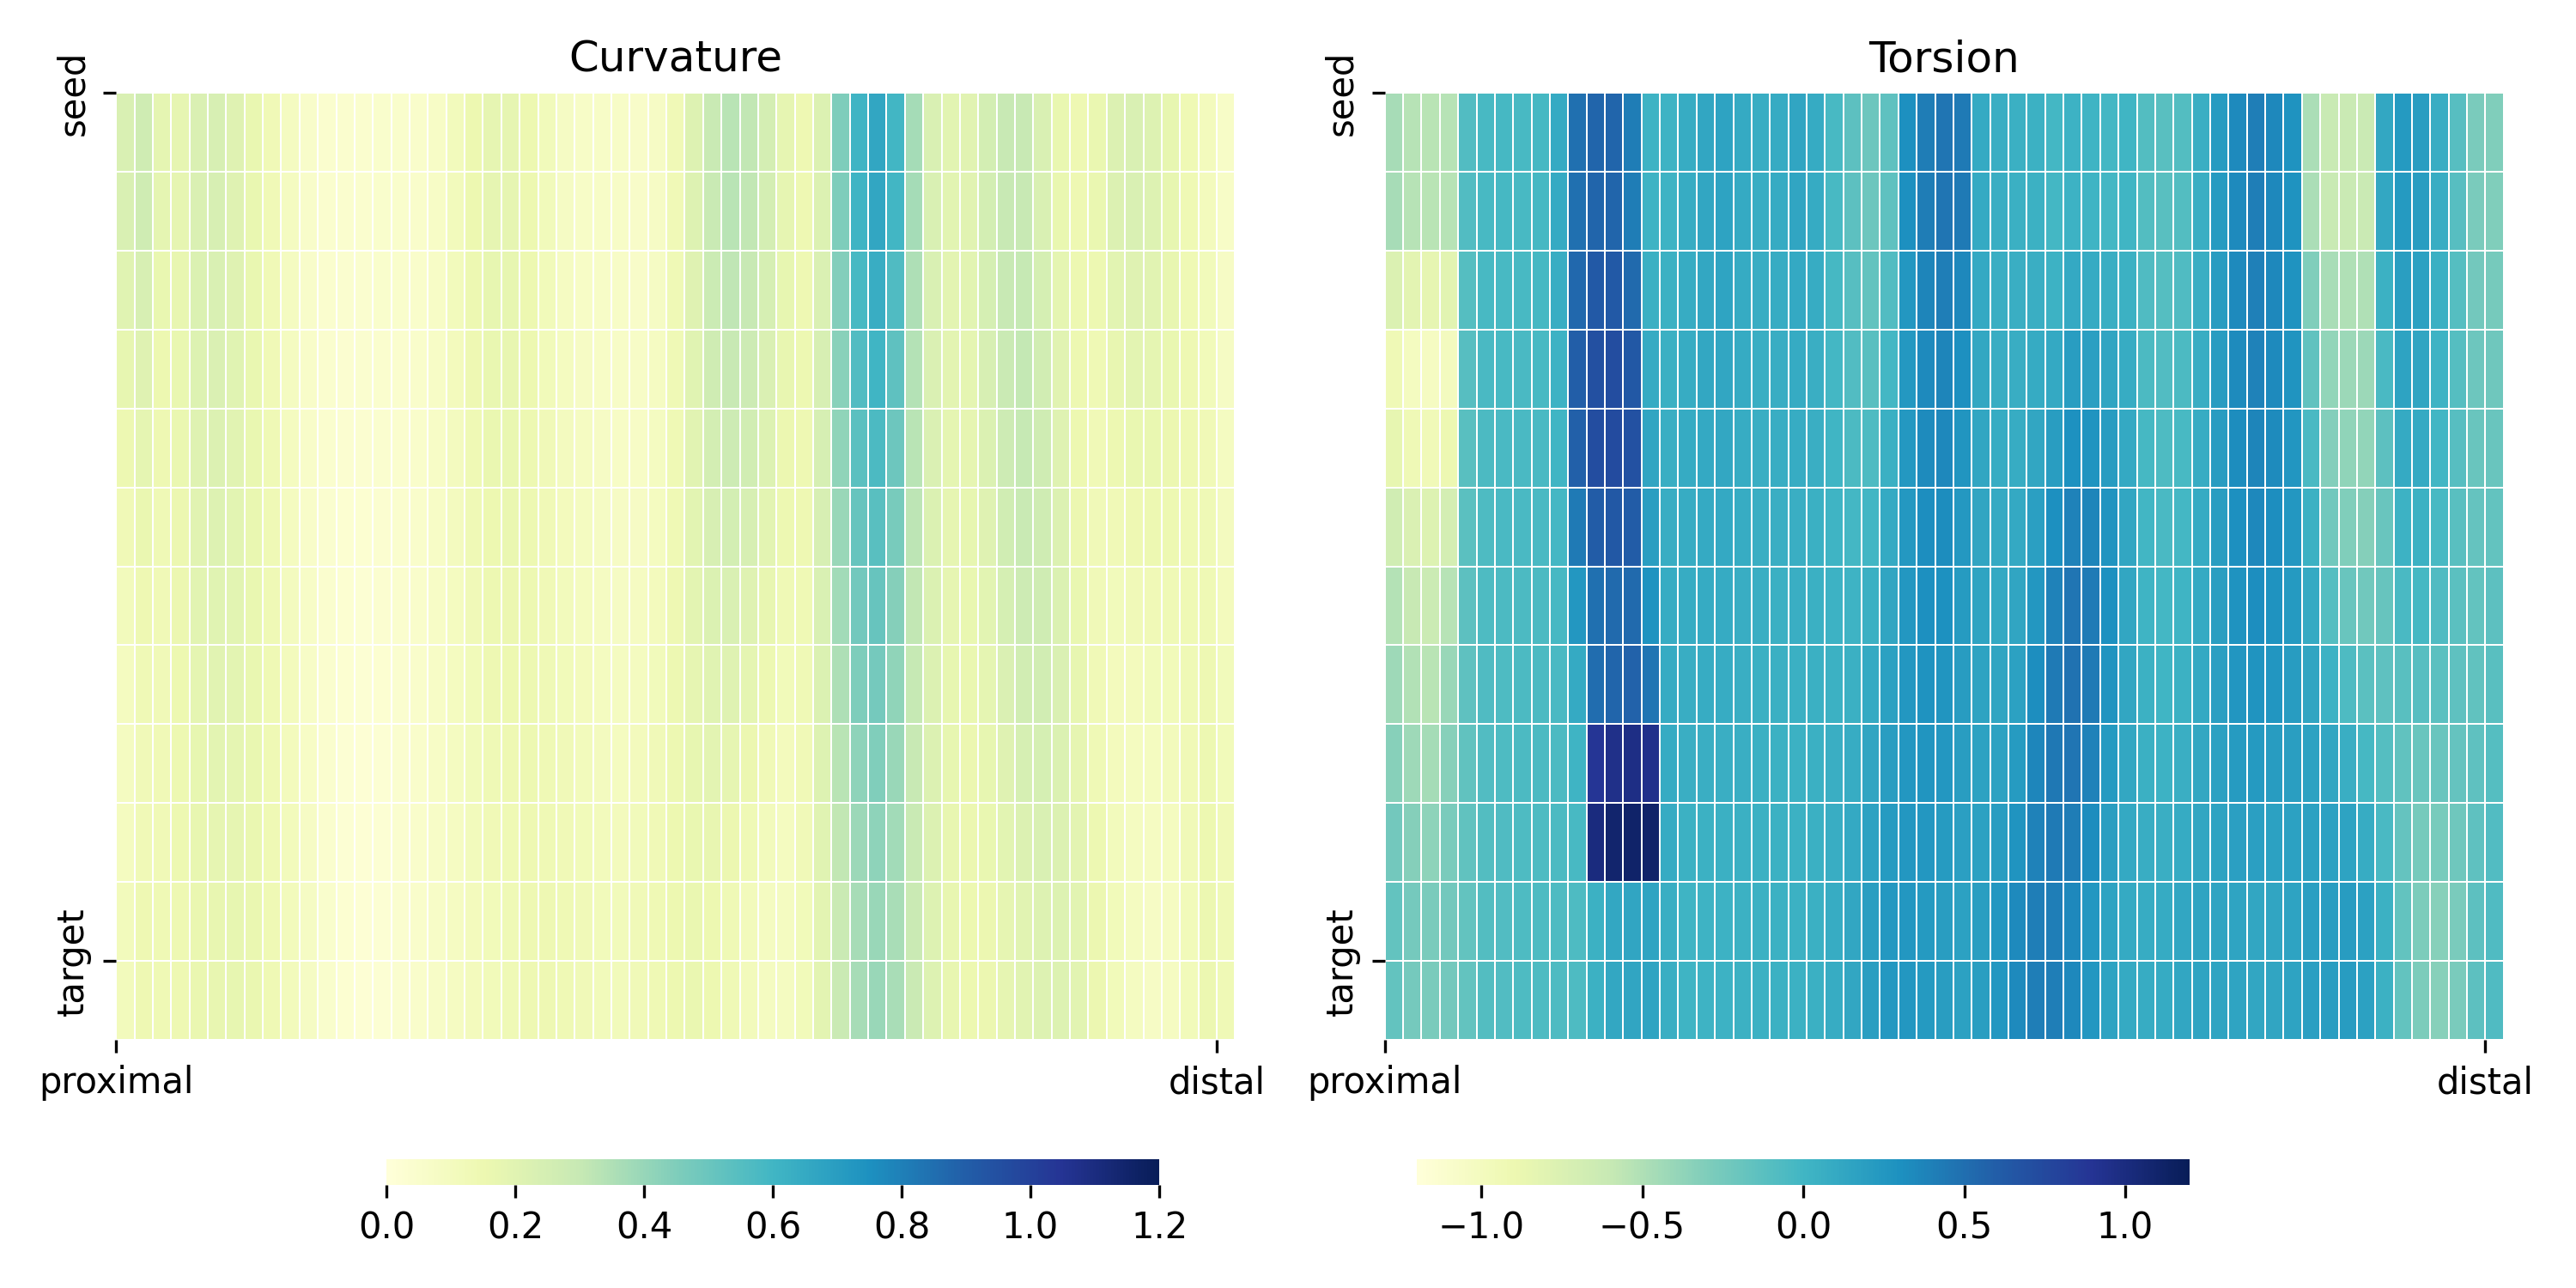 Curvature
seed
target
proximal
distal
0.0
0.2
0.4
0.6
0.8
1.0
1.2
Torsion
seed
target
proximal
distal
−1.0
−0.5
0.0
0.5
1.0